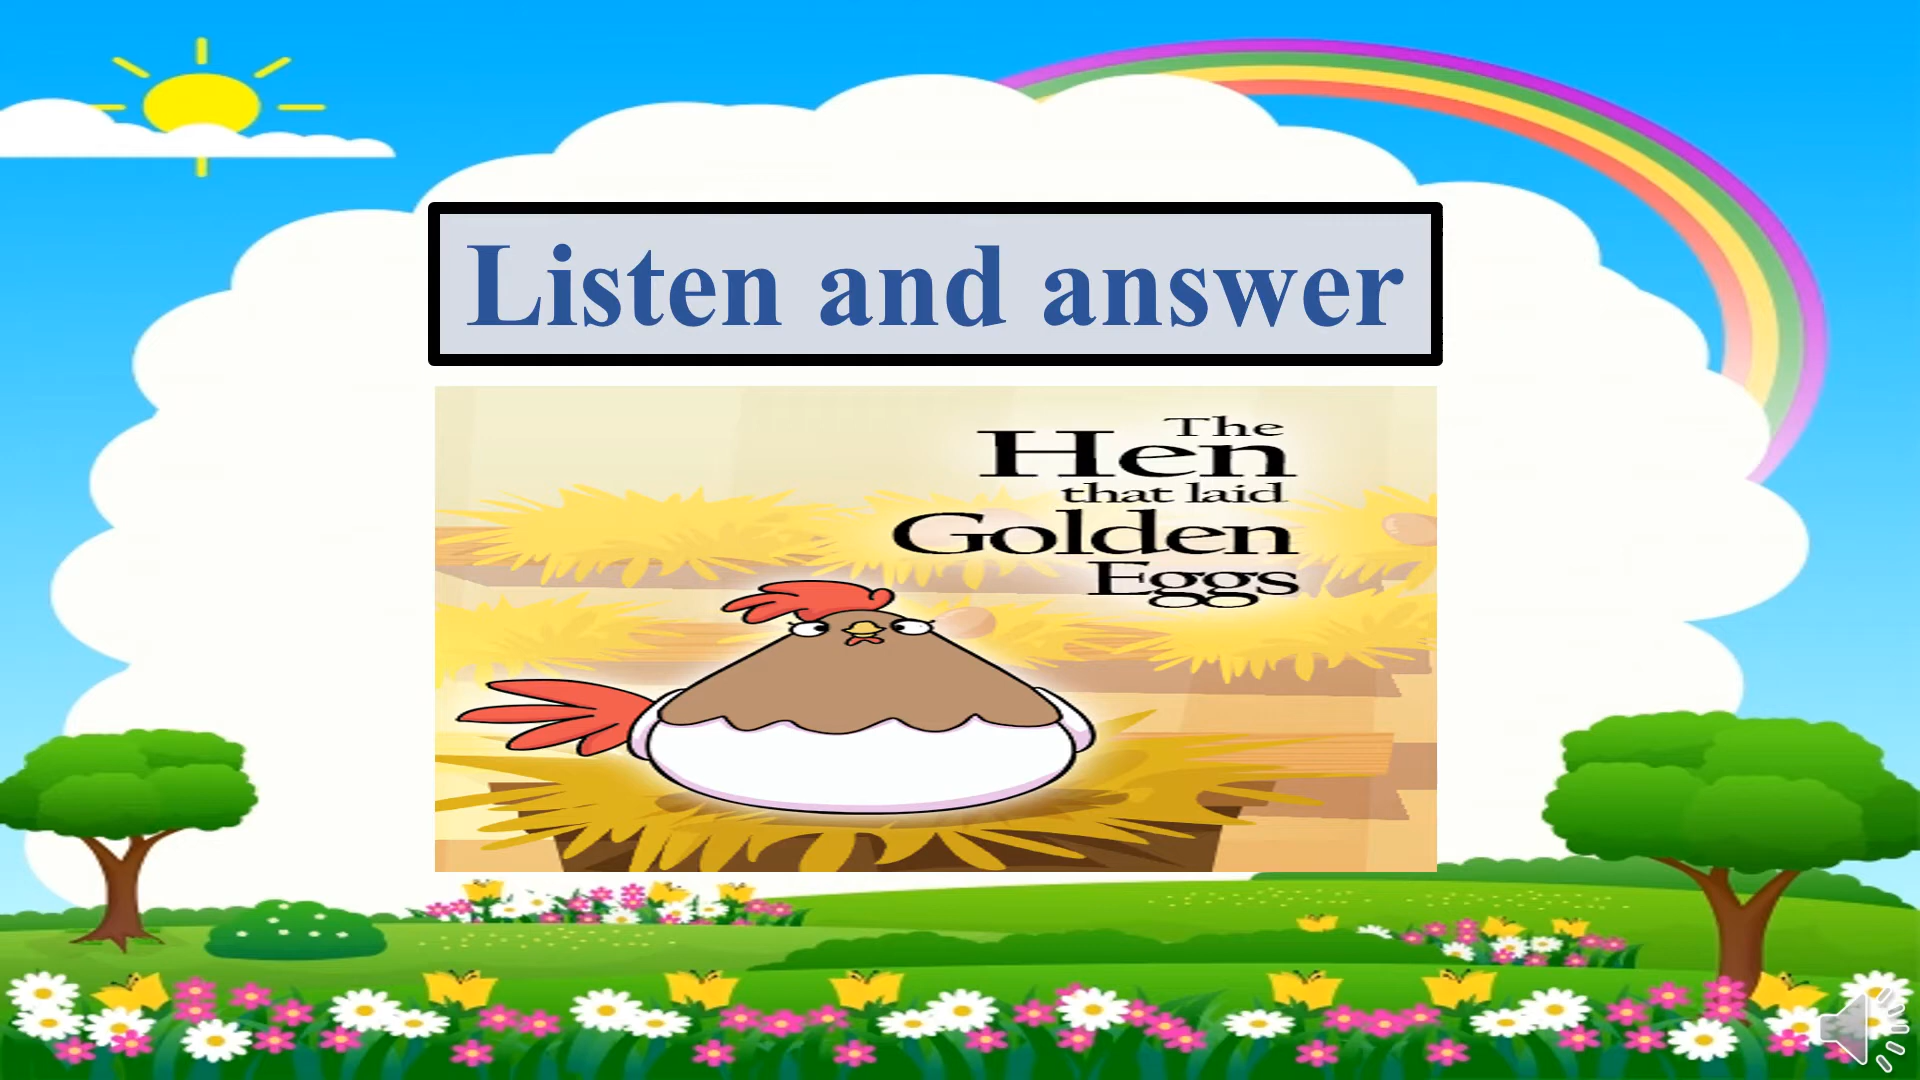 Listen and answer
The
Hen
that laid
Golden
Eggs